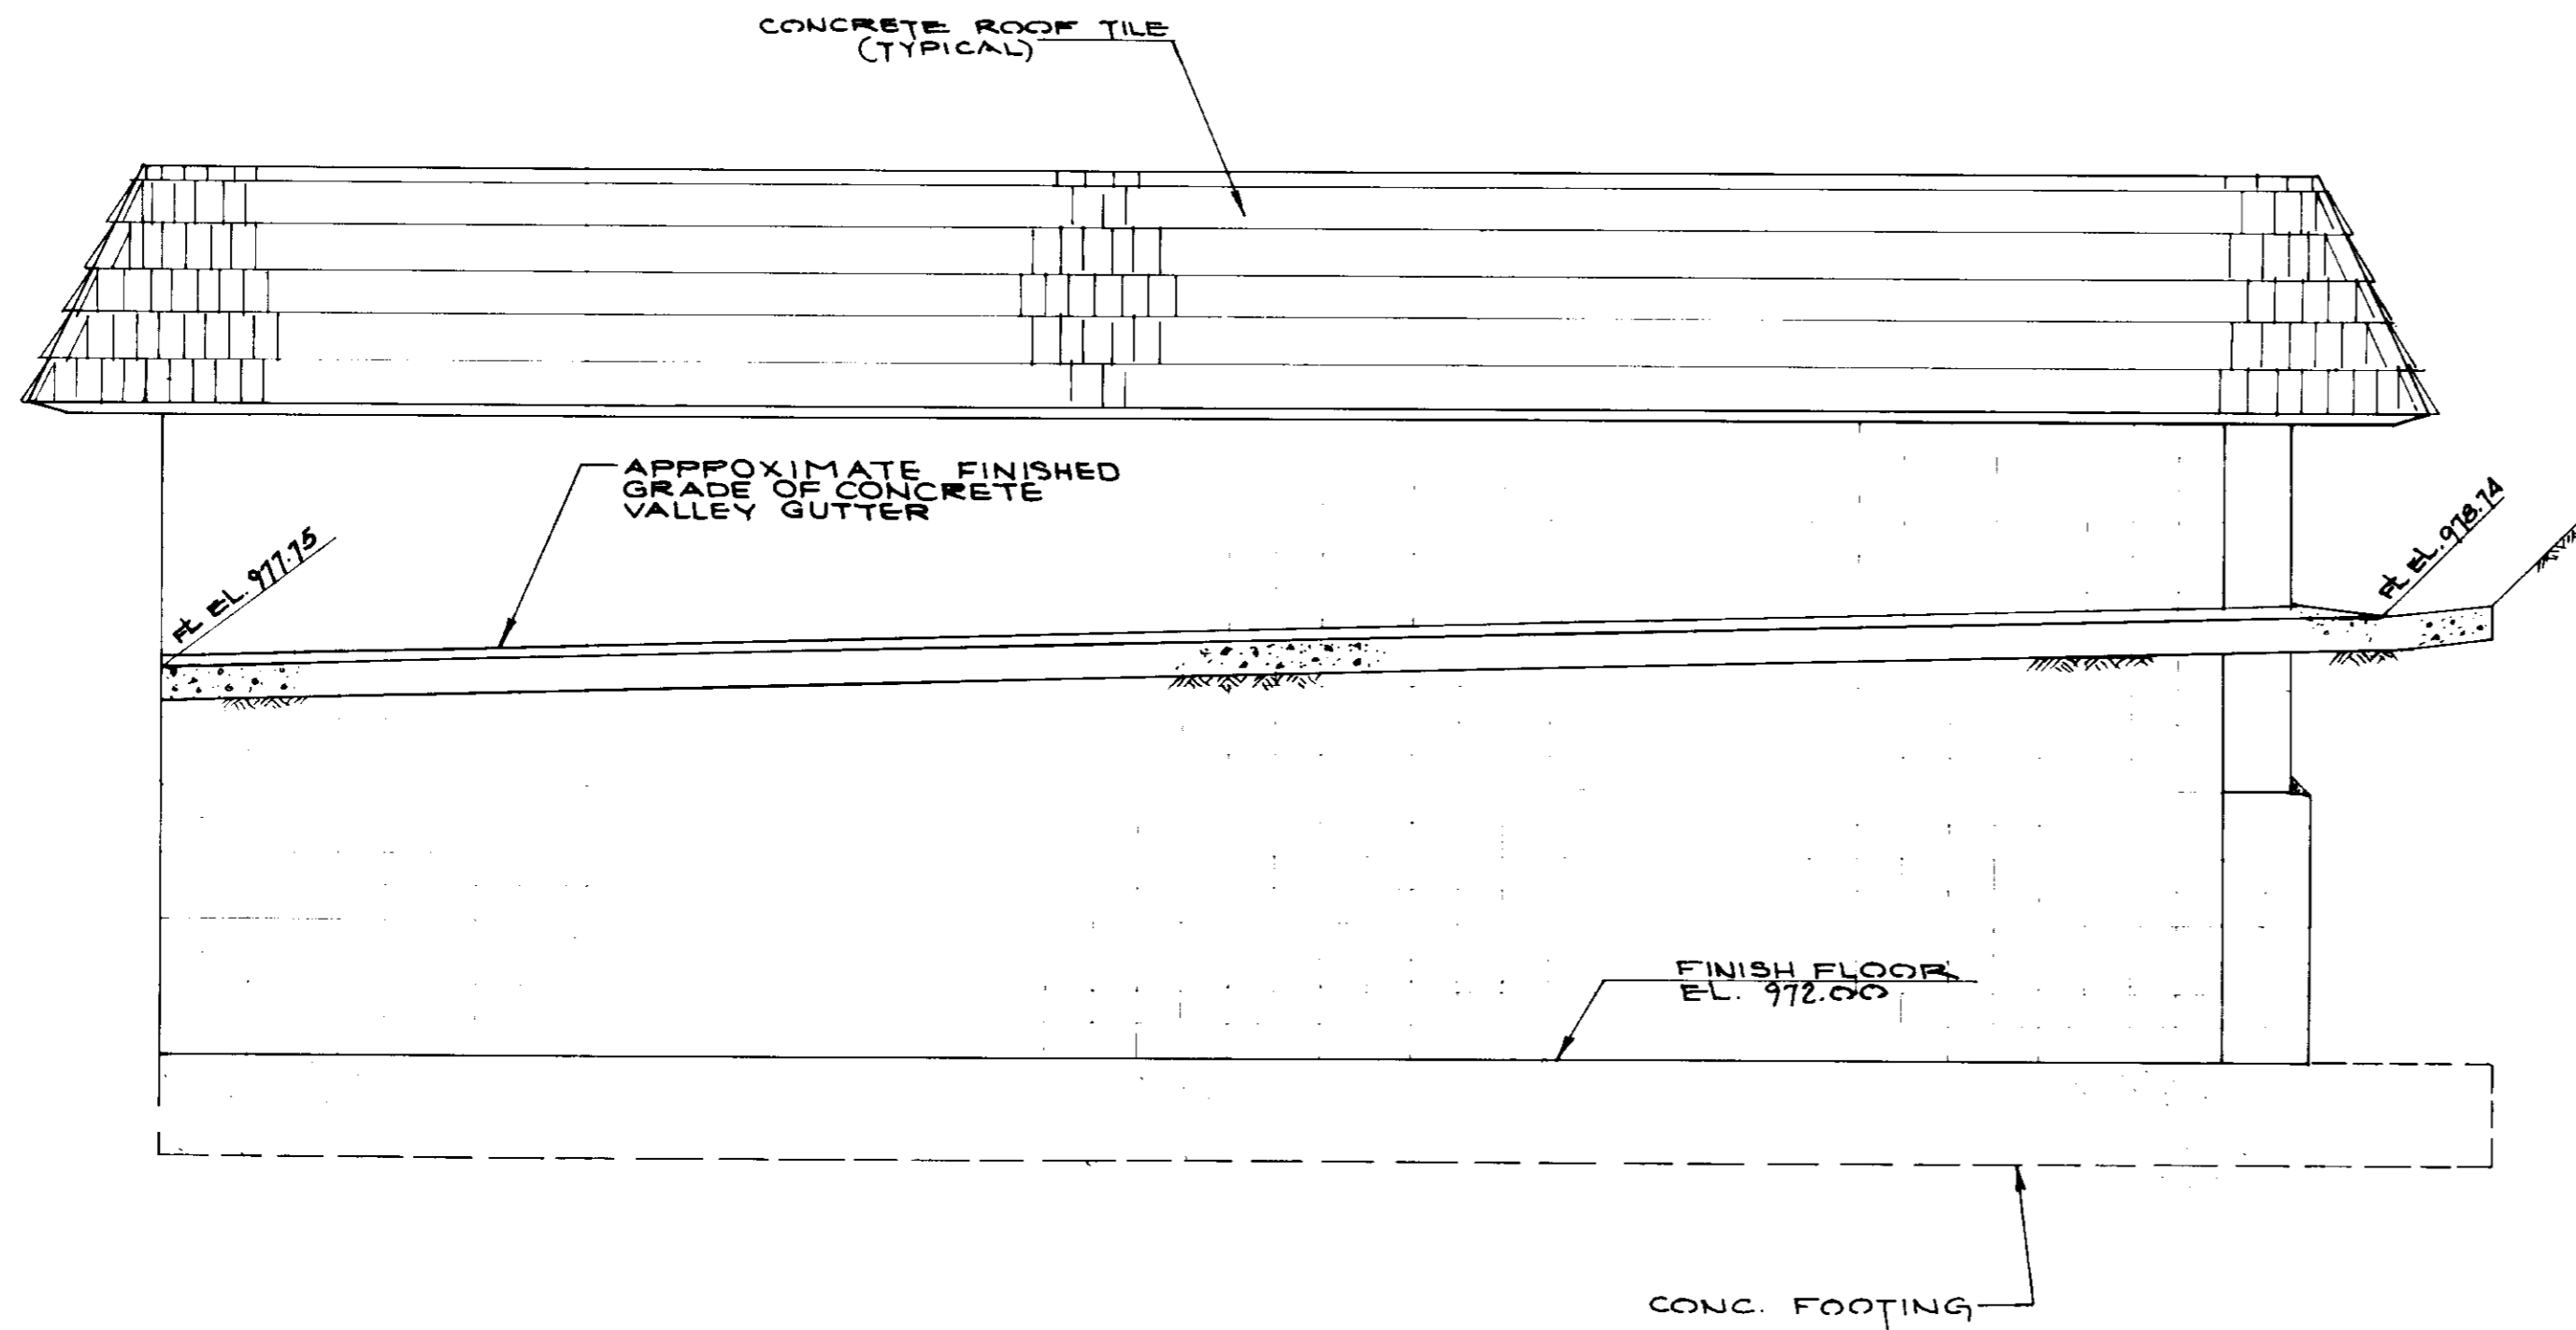 CONCRETE ROOF TILE
(TYPICAL)
APPPOXIMATE FINISHED
GRADE OF CONCRETE
VALLEY GUTTER
FL EL. 977.75
FL EL. 978.74
FINISH FLOOR
EL. 972.00
CONC. FOOTING